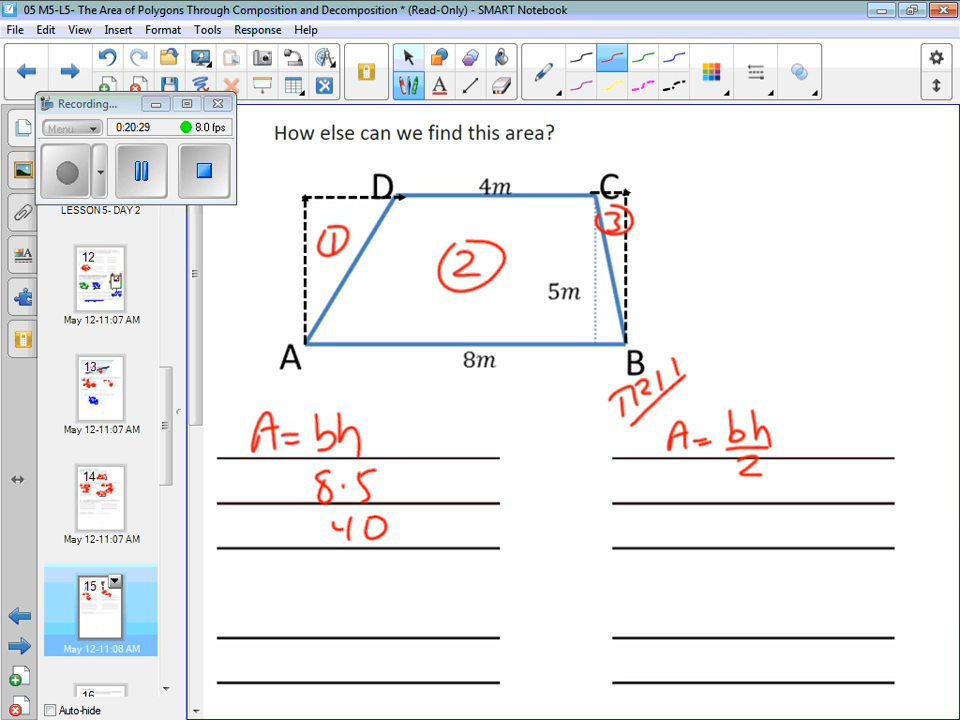 05 M5-L5- The Area of Polygons Through Composition and Decomposition * (Read-Only) - SMART Notebook
File Edit View Insert Format Tools Response Help
Recording...
Menu 0:20:29 8.0 fps
LESSON 5- DAY 2
12
May 12-11:07 AM
13
May 12-11:07 AM
14
May 12-11:07 AM
15
May 12-11:08 AM
16
Auto-hide
How else can we find this area?
D 4m C
1 2 3
5m
A 8m B
A = bh
8.5
40
A = bh
2